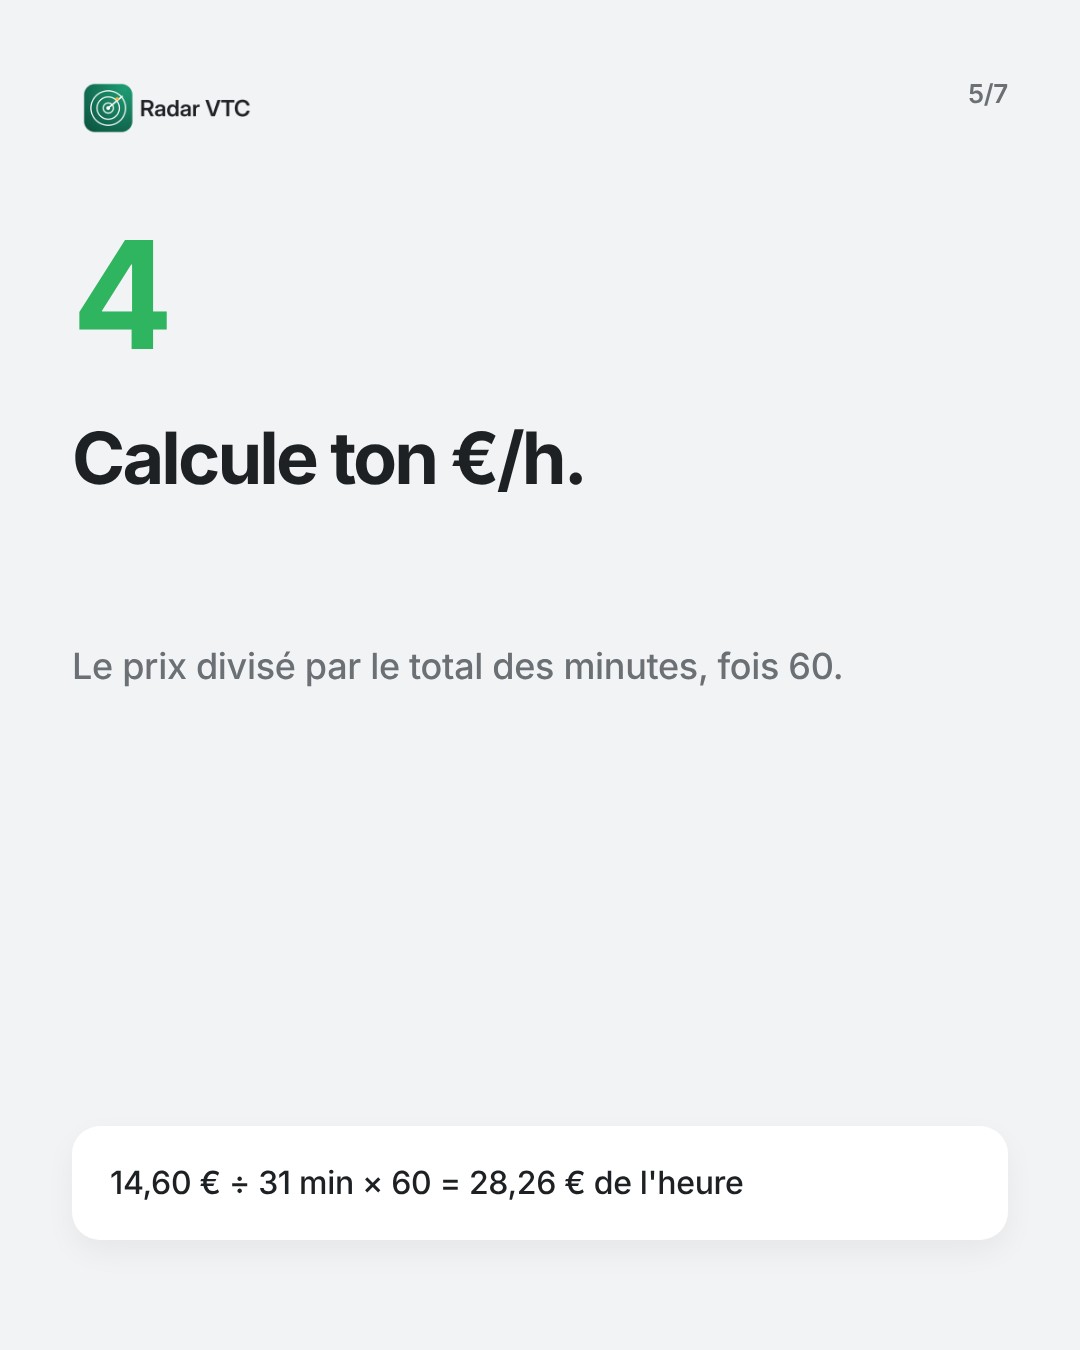 Radar VTC
5/7
4
Calcule ton €/h.
Le prix divisé par le total des minutes, fois 60.
14,60 € ÷ 31 min × 60 = 28,26 € de l'heure